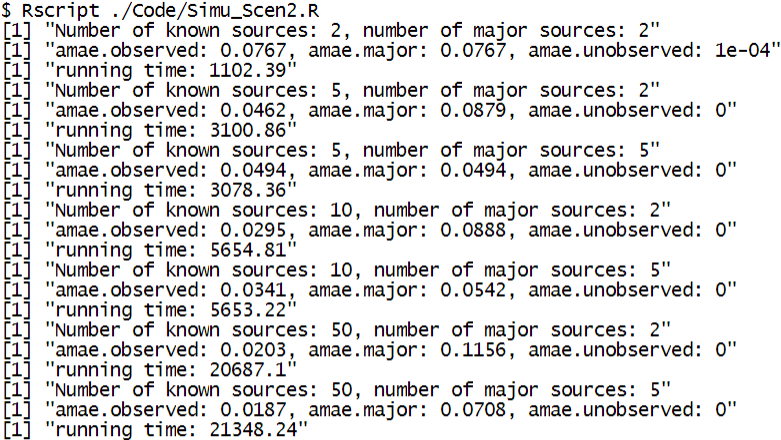 $ Rscript ./Code/Simu_Scen2.R
[1] "Number of known sources: 2, number of major sources: 2"
[1] "amae.observed: 0.0767, amae.major: 0.0767, amae.unobserved: 1e-04"
[1] "running time: 1102.39"
[1] "Number of known sources: 5, number of major sources: 2"
[1] "amae.observed: 0.0462, amae.major: 0.0879, amae.unobserved: 0"
[1] "running time: 3100.86"
[1] "Number of known sources: 5, number of major sources: 5"
[1] "amae.observed: 0.0494, amae.major: 0.0494, amae.unobserved: 0"
[1] "running time: 3078.36"
[1] "Number of known sources: 10, number of major sources: 2"
[1] "amae.observed: 0.0295, amae.major: 0.0888, amae.unobserved: 0"
[1] "running time: 5654.81"
[1] "Number of known sources: 10, number of major sources: 5"
[1] "amae.observed: 0.0341, amae.major: 0.0542, amae.unobserved: 0"
[1] "running time: 5653.22"
[1] "Number of known sources: 50, number of major sources: 2"
[1] "amae.observed: 0.0203, amae.major: 0.1156, amae.unobserved: 0"
[1] "running time: 20687.1"
[1] "Number of known sources: 50, number of major sources: 5"
[1] "amae.observed: 0.0187, amae.major: 0.0708, amae.unobserved: 0"
[1] "running time: 21348.24"